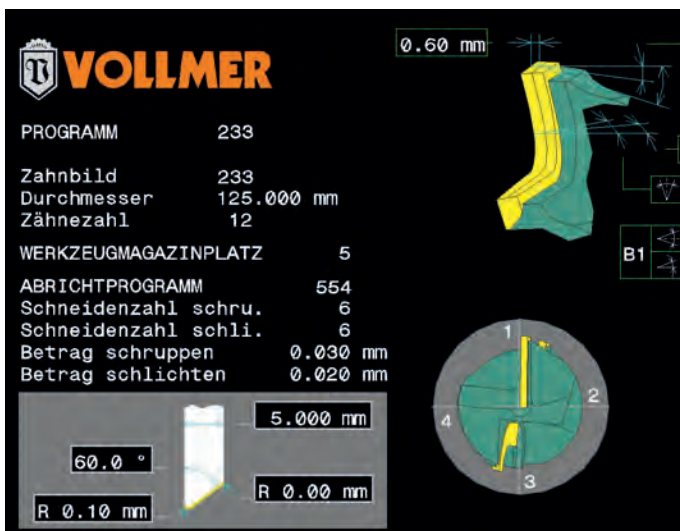 VOLLMER
PROGRAMM 233
Zahnbild 233
Durchmesser 125.000 mm
Zähnezahl 12
WERKZEUGMAGAZINPLATZ 5
ABRICHTPROGRAMM 554
Schneidenzahl schru. 6
Schneidenzahl schli. 6
Betrag schruppen 0.030 mm
Betrag schlichten 0.020 mm
5.000 mm
60.0 °
R 0.00 mm
R 0.10 mm
0.60 mm
B1
1
2
4
3